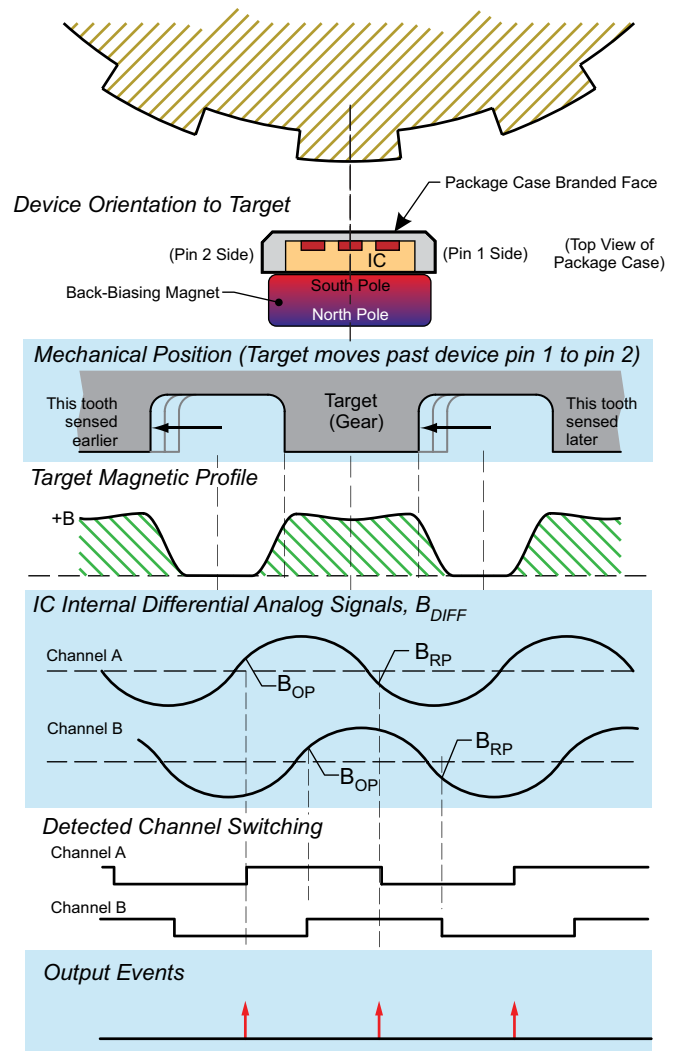 Package Case Branded Face
Device Orientation to Target
(Pin 2 Side)
IC
(Pin 1 Side)
(Top View of
Package Case)
Back-Biasing Magnet
South Pole
North Pole
Mechanical Position (Target moves past device pin 1 to pin 2)
This tooth
sensed
earlier
Target
(Gear)
This tooth
sensed
later
Target Magnetic Profile
+B
IC Internal Differential Analog Signals, BDIFF
Channel A
BOP
BRP
Channel B
BOP
BRP
Detected Channel Switching
Channel A
Channel B
Output Events